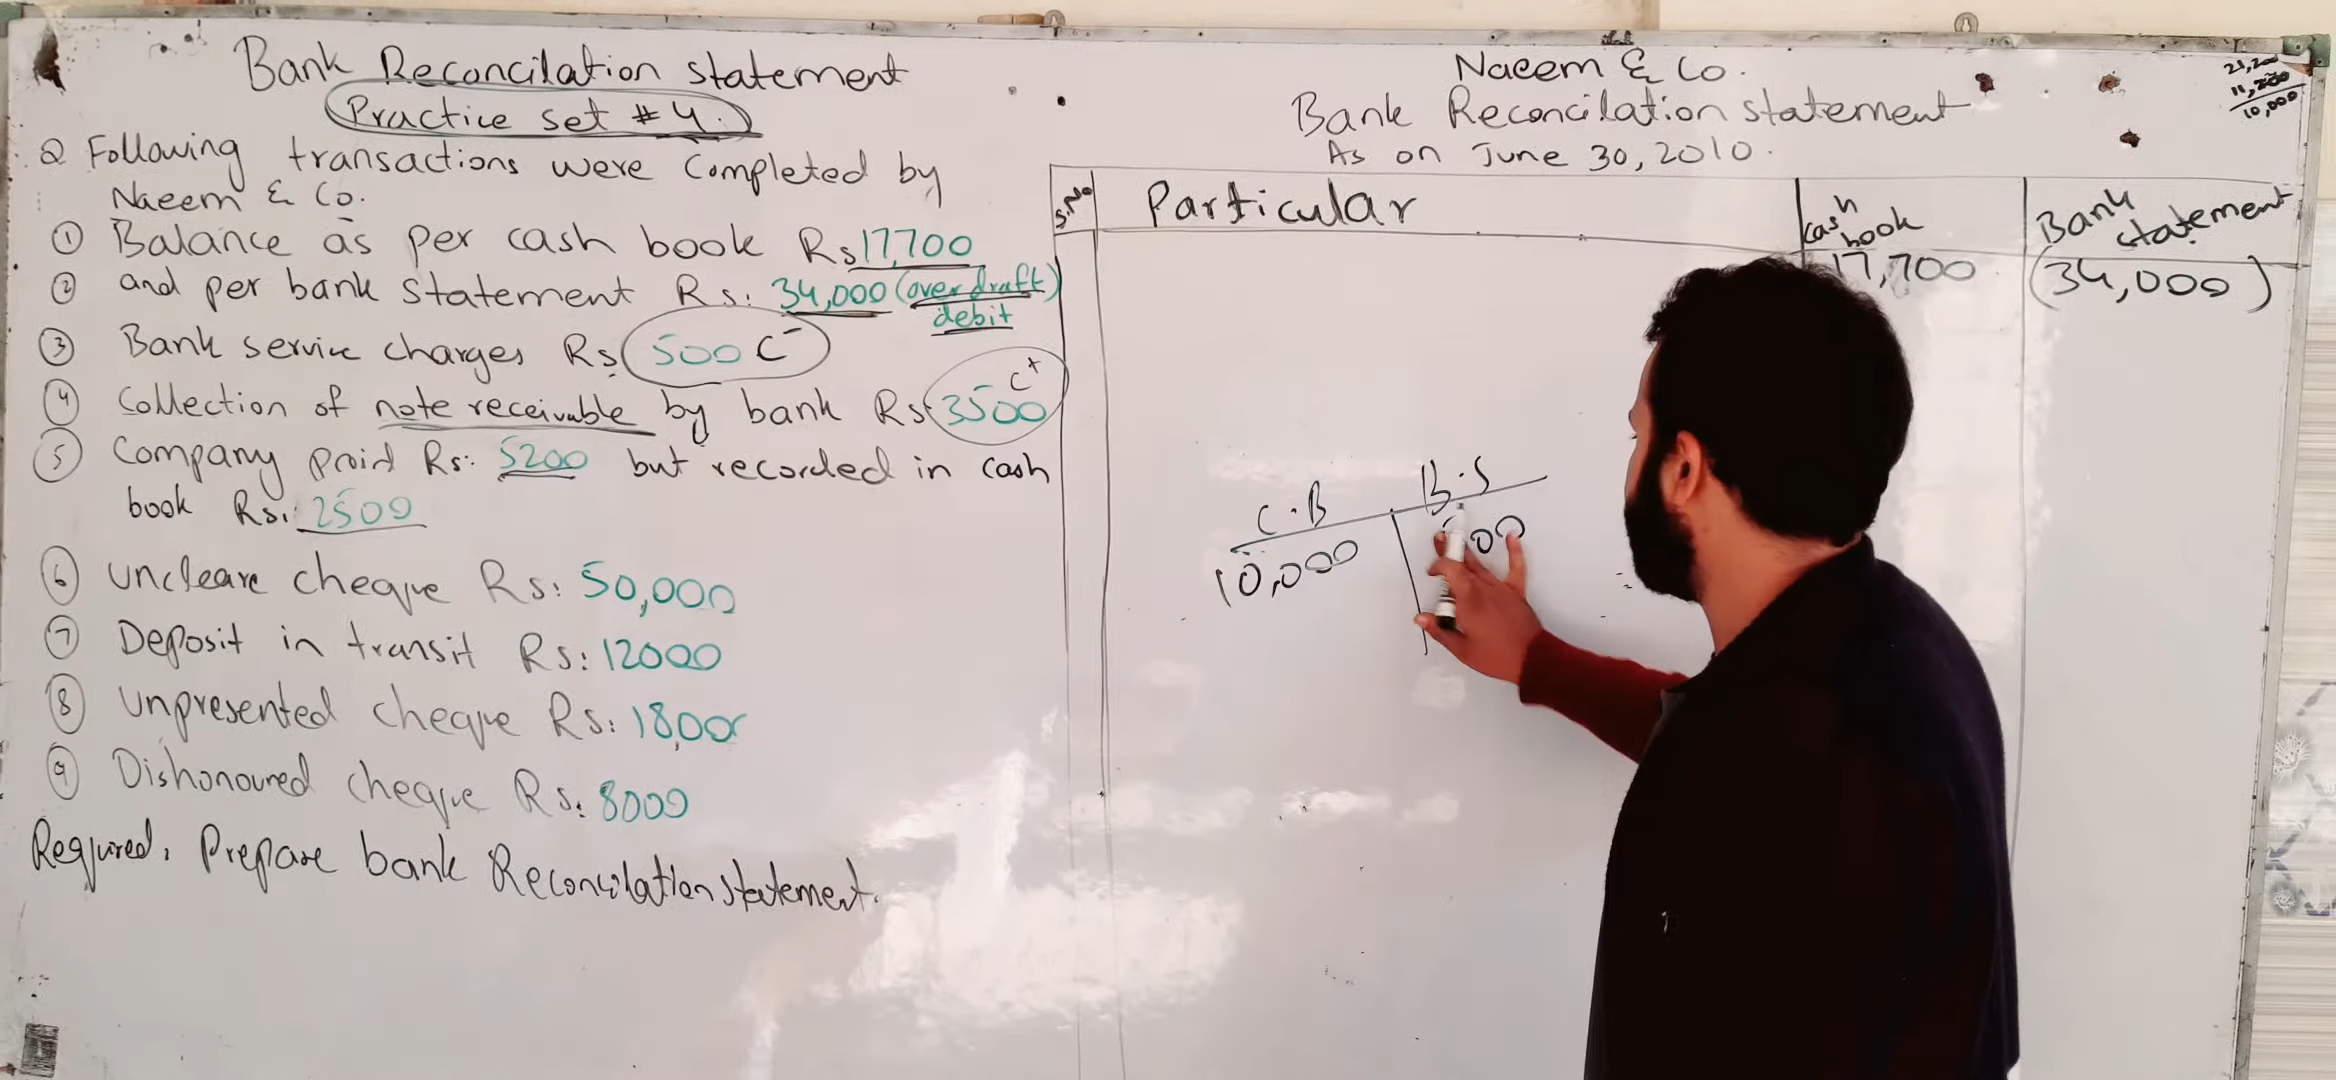 Bank Reconcilation statement
Practice set # 4.
Q Following transactions were completed by
Naeem & Co.
① Balance as per cash book Rs 17,700
② and per bank statement Rs: 34,000 (over draft)
debit
③ Bank service charges Rs 500 C-
④ Collection of note receivable by bank Rs 3500 C+
⑤ Company paid Rs: 5200 but recorded in cash
book Rs: 2500
⑥ uncleare cheque Rs: 50,000
⑦ Deposit in transit Rs: 12000
⑧ unpresented cheque Rs: 18,00
⑨ Dishonoured cheque Rs: 8000
Required, Prepare bank Reconcilation statement.
Naeem & Co.
Bank Reconcilation statement
As on June 30, 2010.
S.No Particular Cash book Bank statement
17,700 (34,000)
C.B B.S
10,000
10,000